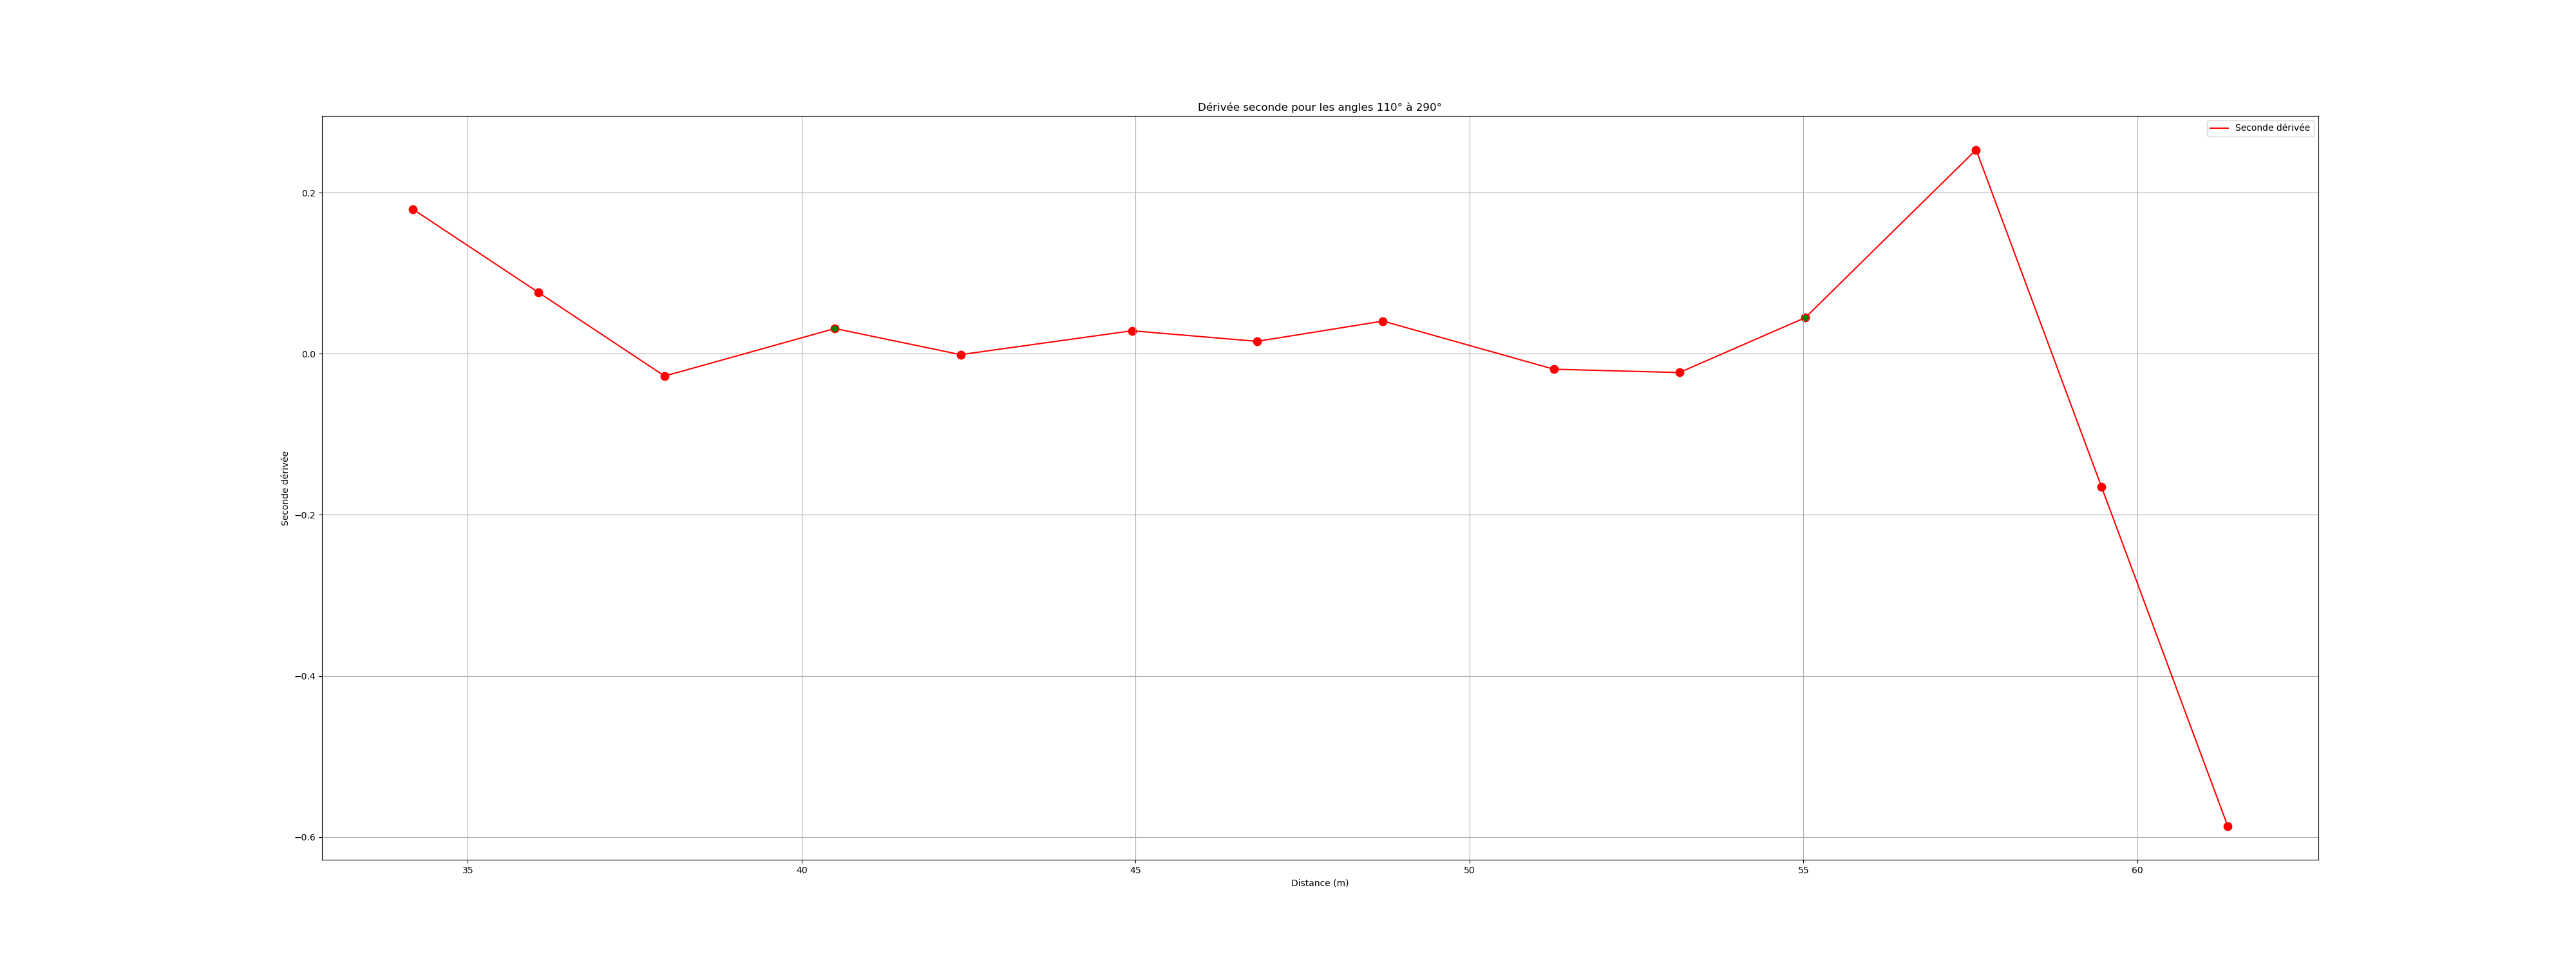 Dérivée seconde pour les angles 110° à 290°
Seconde dérivée
0.2
0.0
−0.2
−0.4
−0.6
Seconde dérivée
35 40 45 50 55 60
Distance (m)